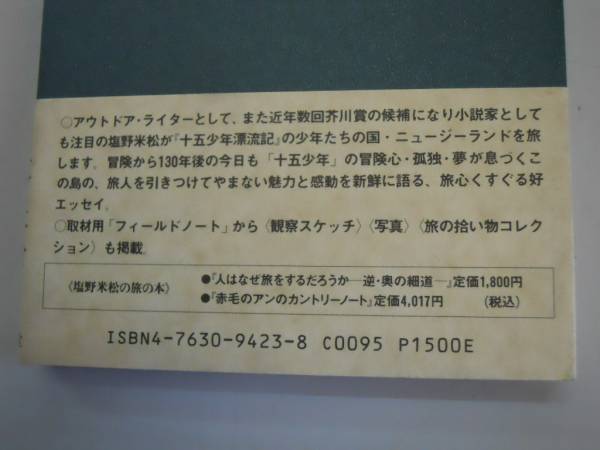 ○アウトドア・ライターとして、また近年数回芥川賞の候補になり小説家として
も注目の塩野米松が『十五少年漂流記』の少年たちの国・ニュージーランドを旅
します。冒険から130年後の今日も「十五少年」の冒険心・孤独・夢が息づくこ
の島の、旅人を引きつけてやまない魅力と感動を新鮮に語る、旅心くすぐる好
エッセイ。
○取材用「フィールドノート」から〈観察スケッチ〉〈写真〉〈旅の拾い物コレク
ション〉も掲載。
〈塩野米松の旅の本〉
●『人はなぜ旅をするだろうか―逆・奥の細道―』定価1,800円
●『赤毛のアンのカントリーノート』定価4,017円 (税込)
ISBN4-7630-9423-8 C0095 P1500E